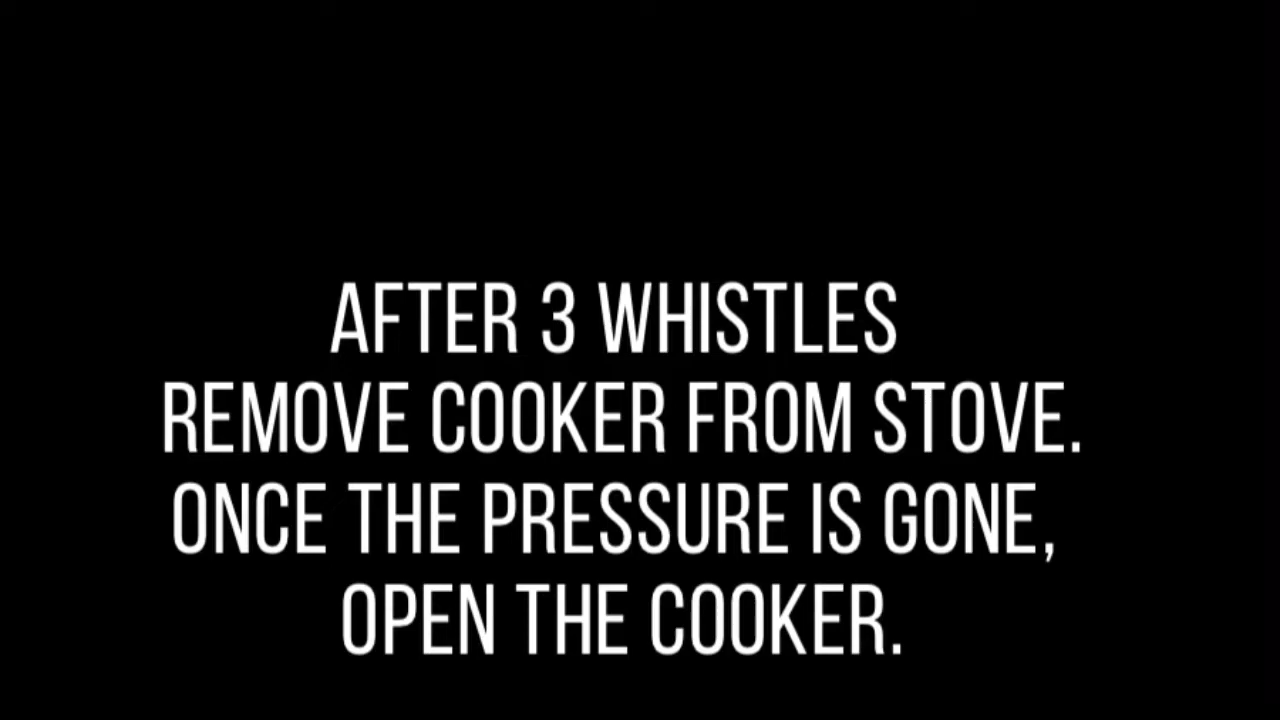 AFTER 3 WHISTLES
REMOVE COOKER FROM STOVE.
ONCE THE PRESSURE IS GONE,
OPEN THE COOKER.